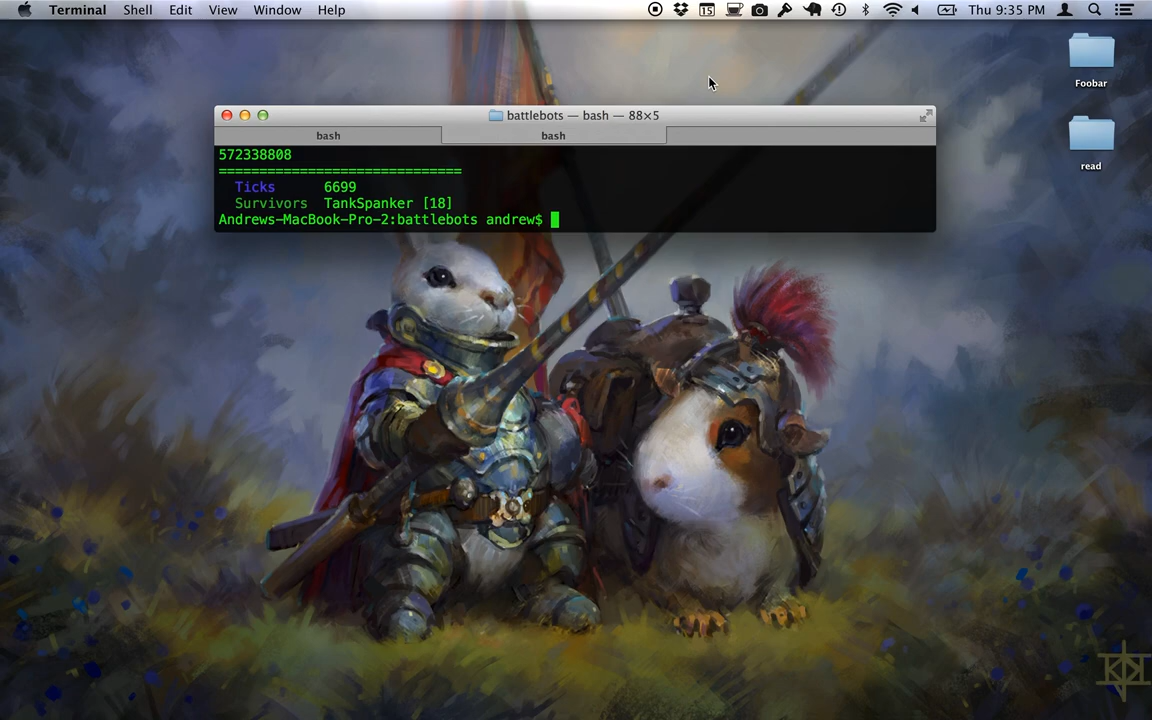 Terminal Shell Edit View Window Help 15 Thu 9:35 PM
Foobar
battlebots — bash — 88×5
bash bash
572338808
==============================
Ticks 6699
read
Survivors TankSpanker [18]
Andrews-MacBook-Pro-2:battlebots andrew$